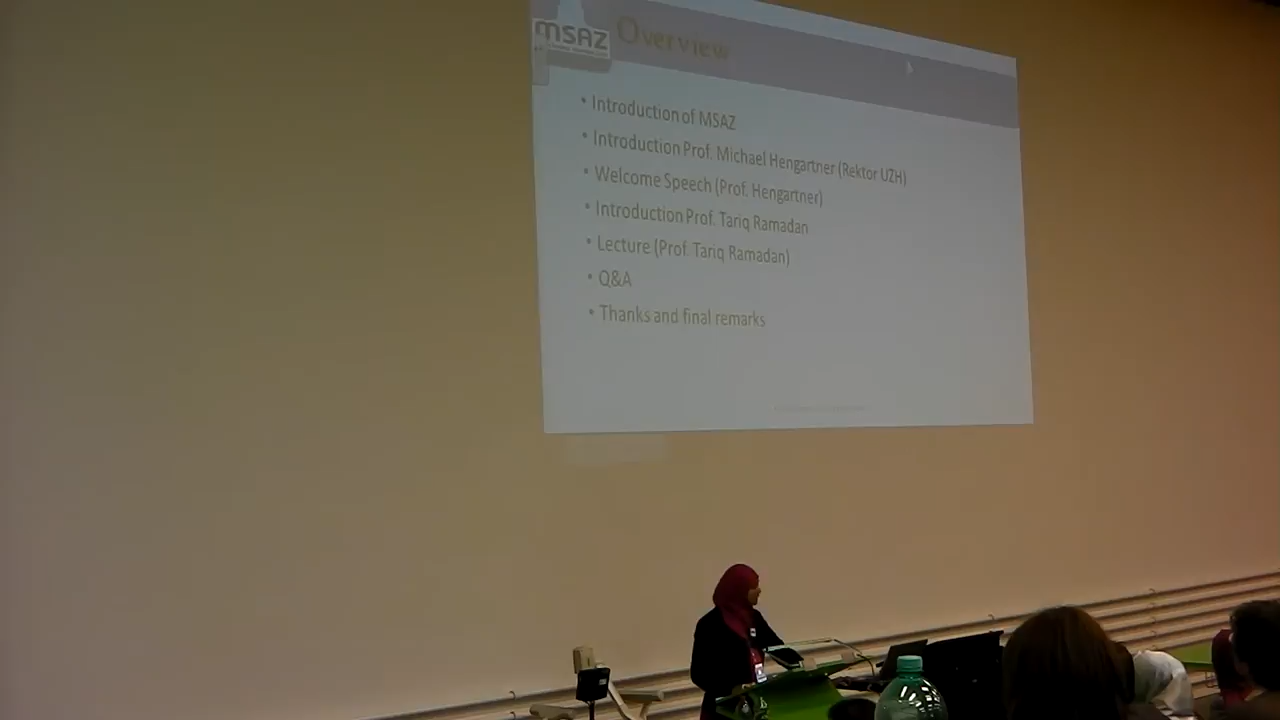 MSAZ
Overview
• Introduction of MSAZ
• Introduction Prof. Michael Hengartner (Rektor UZH)
• Welcome Speech (Prof. Hengartner)
• Introduction Prof. Tariq Ramadan
• Lecture (Prof. Tariq Ramadan)
• Q&A
• Thanks and final remarks